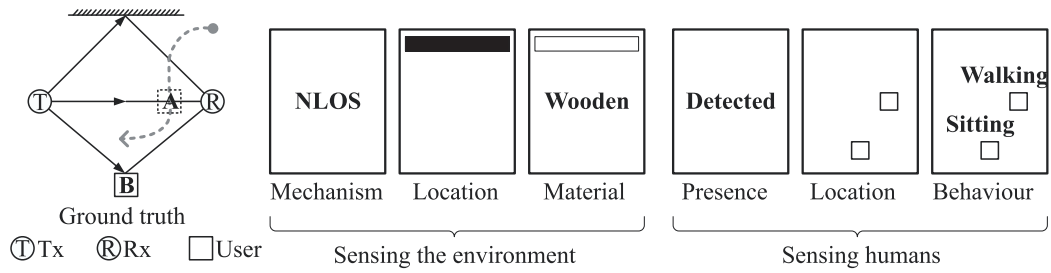 T A R
B
Ground truth
T Tx R Rx User
NLOS
Mechanism
Location
Wooden
Material
Sensing the environment
Detected
Presence
Location
Walking
Sitting
Behaviour
Sensing humans